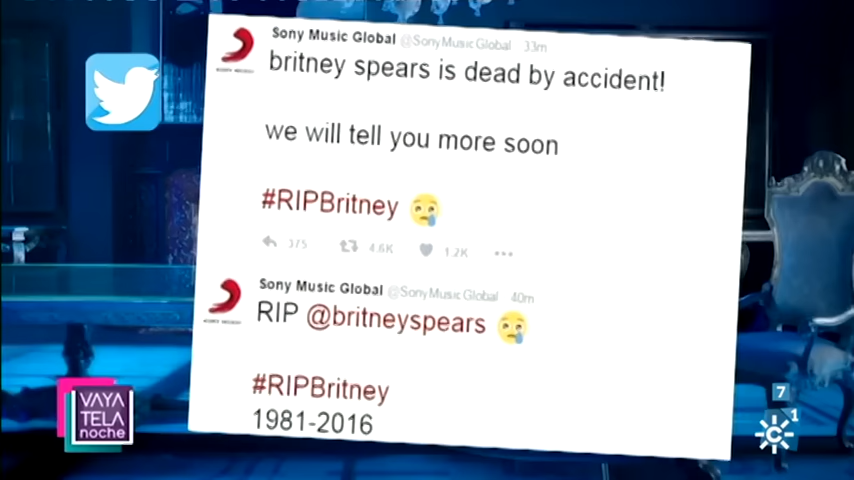 Sony Music Global @SonyMusicGlobal 33m
britney spears is dead by accident!
we will tell you more soon
#RIPBritney
375 4.6K 1.2K
Sony Music Global @SonyMusicGlobal 40m
RIP @britneyspears
#RIPBritney
1981-2016
VAYA
TELA
noche
7
1